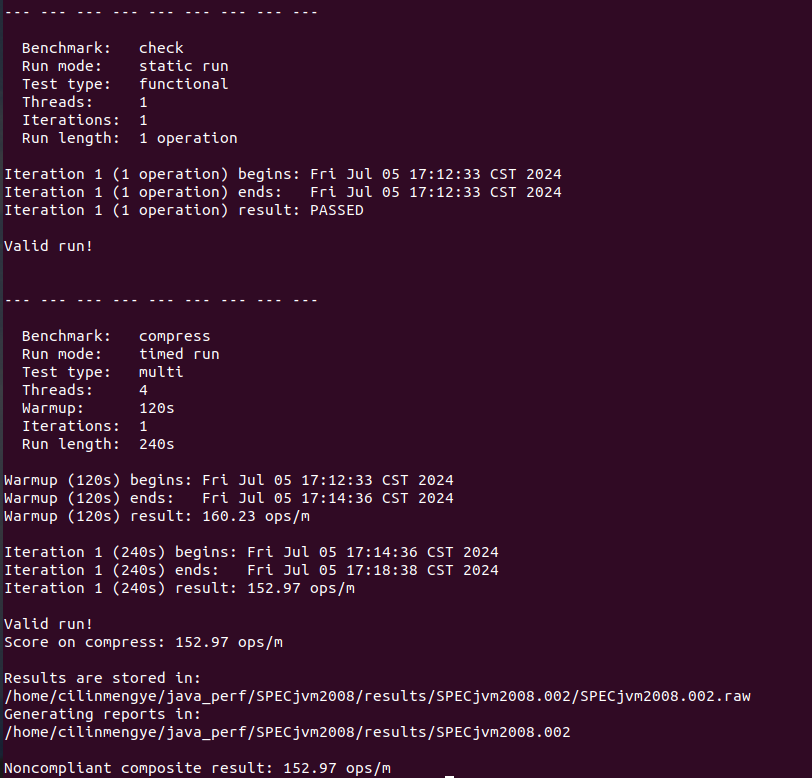 --- --- --- --- --- --- --- --- ---
Benchmark:   check
Run mode:    static run
Test type:   functional
Threads:     1
Iterations:  1
Run length:  1 operation
Iteration 1 (1 operation) begins: Fri Jul 05 17:12:33 CST 2024
Iteration 1 (1 operation) ends:   Fri Jul 05 17:12:33 CST 2024
Iteration 1 (1 operation) result: PASSED
Valid run!
--- --- --- --- --- --- --- --- ---
Benchmark:   compress
Run mode:    timed run
Test type:   multi
Threads:     4
Warmup:      120s
Iterations:  1
Run length:  240s
Warmup (120s) begins: Fri Jul 05 17:12:33 CST 2024
Warmup (120s) ends:   Fri Jul 05 17:14:36 CST 2024
Warmup (120s) result: 160.23 ops/m
Iteration 1 (240s) begins: Fri Jul 05 17:14:36 CST 2024
Iteration 1 (240s) ends:   Fri Jul 05 17:18:38 CST 2024
Iteration 1 (240s) result: 152.97 ops/m
Valid run!
Score on compress: 152.97 ops/m
Results are stored in:
/home/cilinmengye/java_perf/SPECjvm2008/results/SPECjvm2008.002/SPECjvm2008.002.raw
Generating reports in:
/home/cilinmengye/java_perf/SPECjvm2008/results/SPECjvm2008.002
Noncompliant composite result: 152.97 ops/m